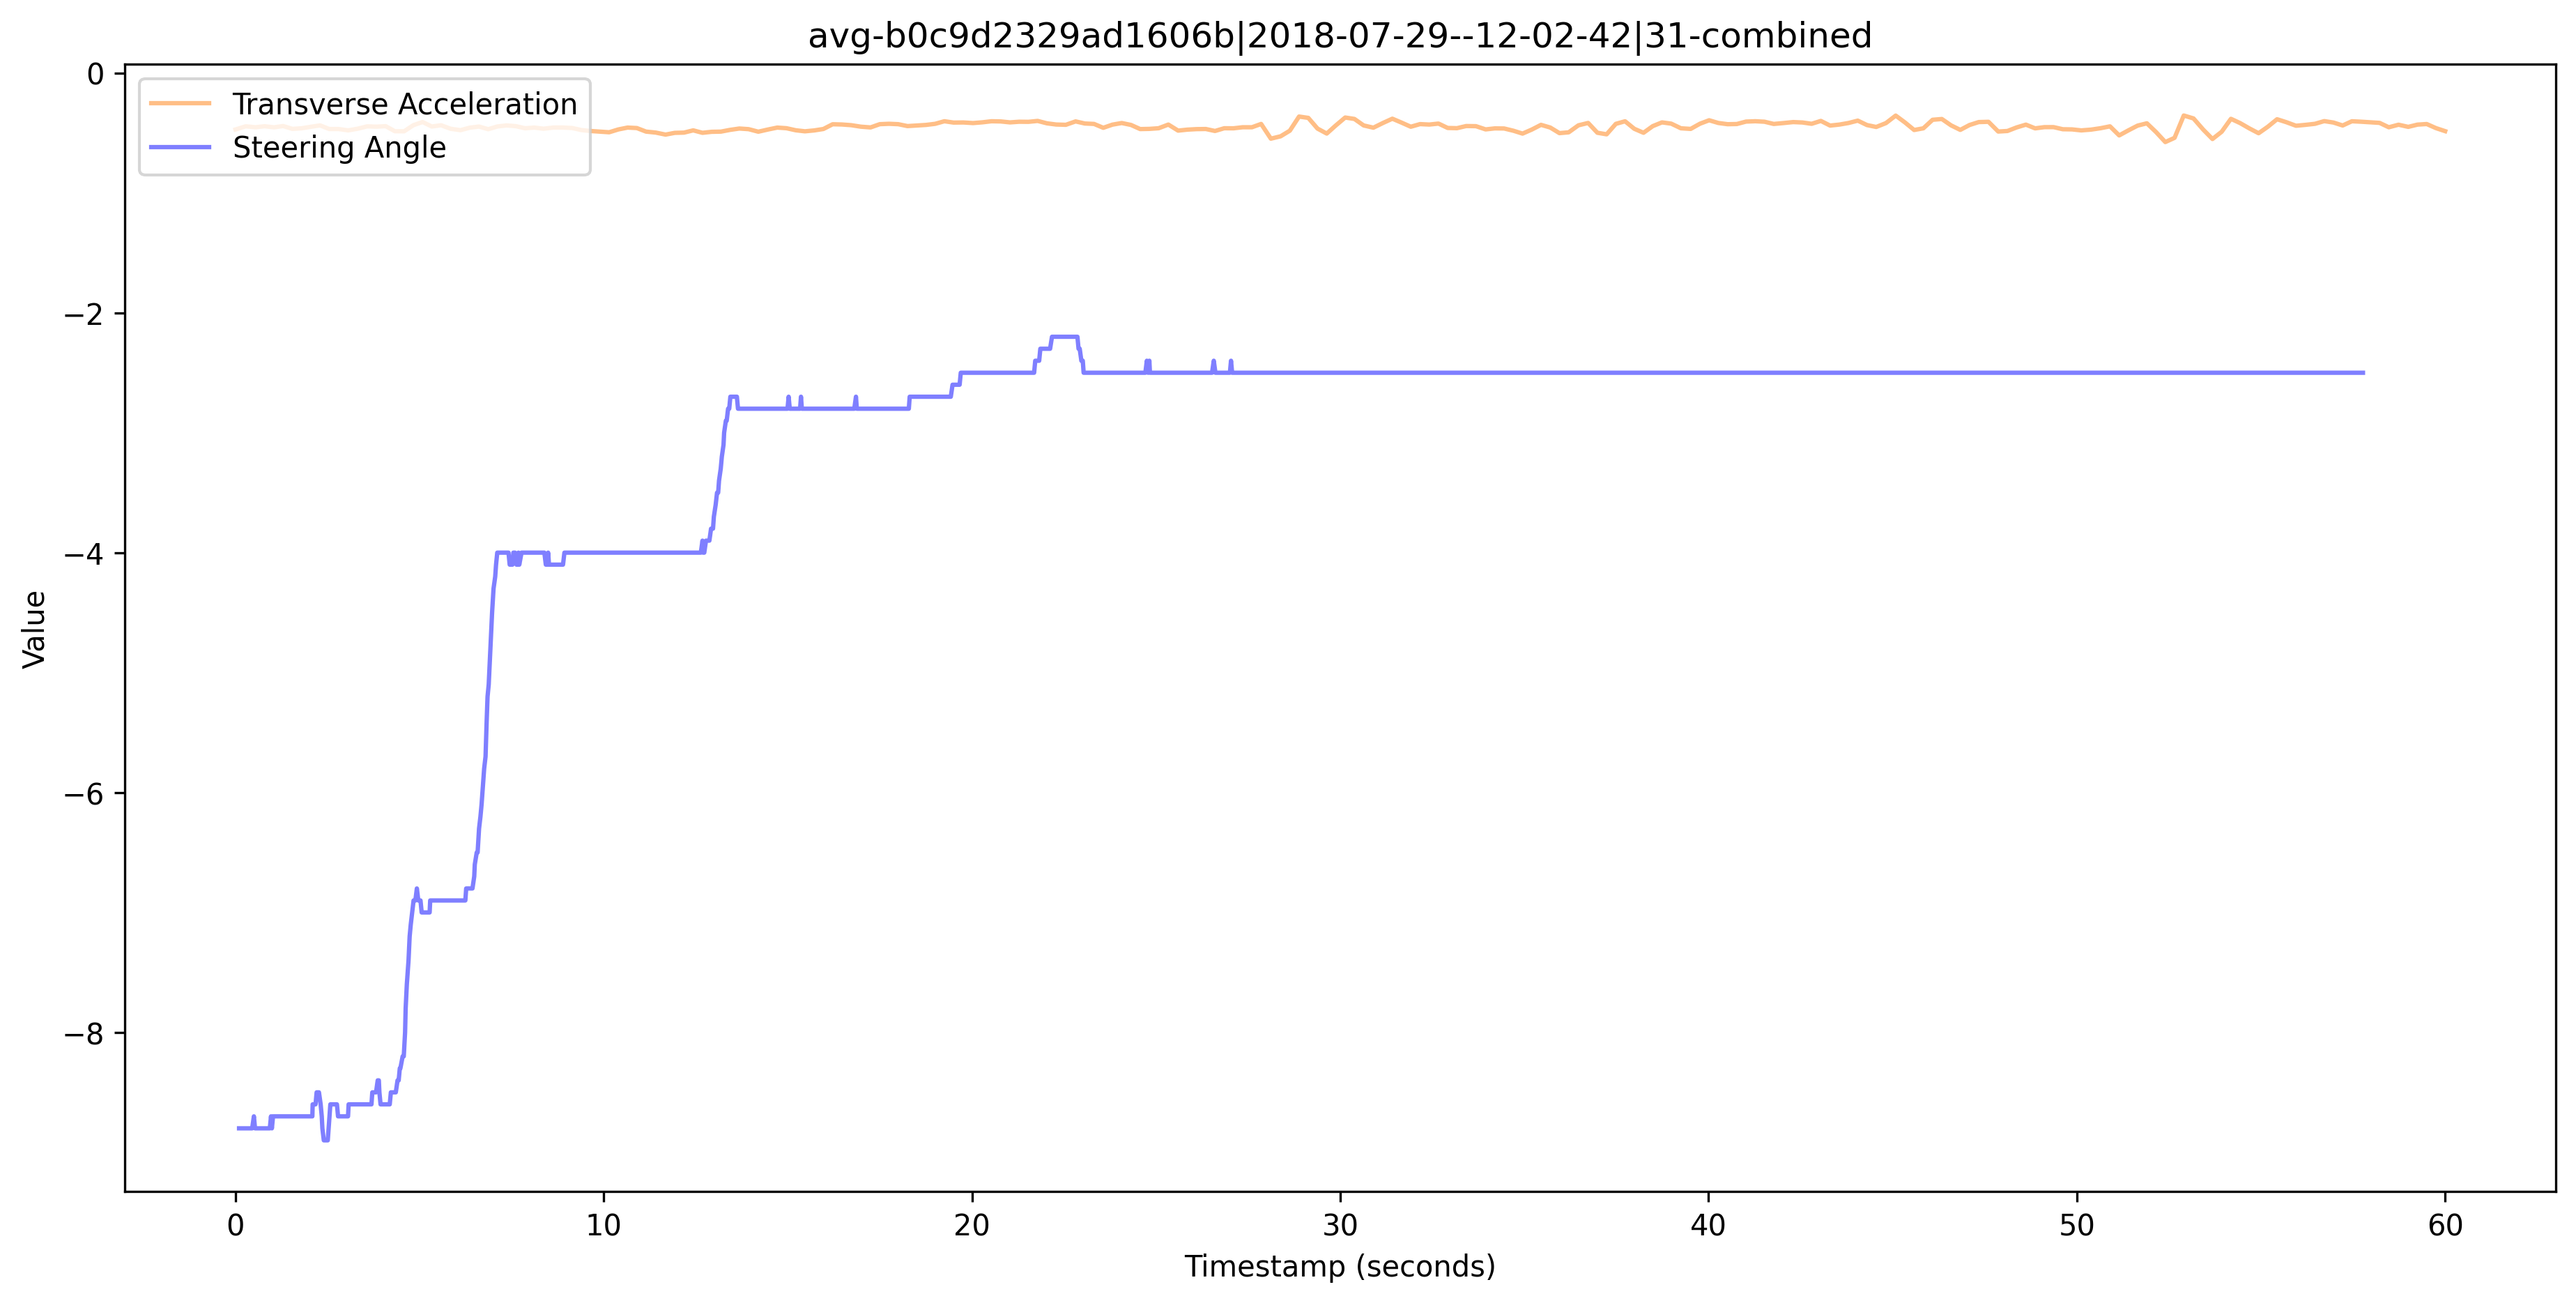 avg-b0c9d2329ad1606b|2018-07-29--12-02-42|31-combined
Transverse Acceleration
Steering Angle
Value
0
−2
−4
−6
−8
0 10 20 30 40 50 60
Timestamp (seconds)